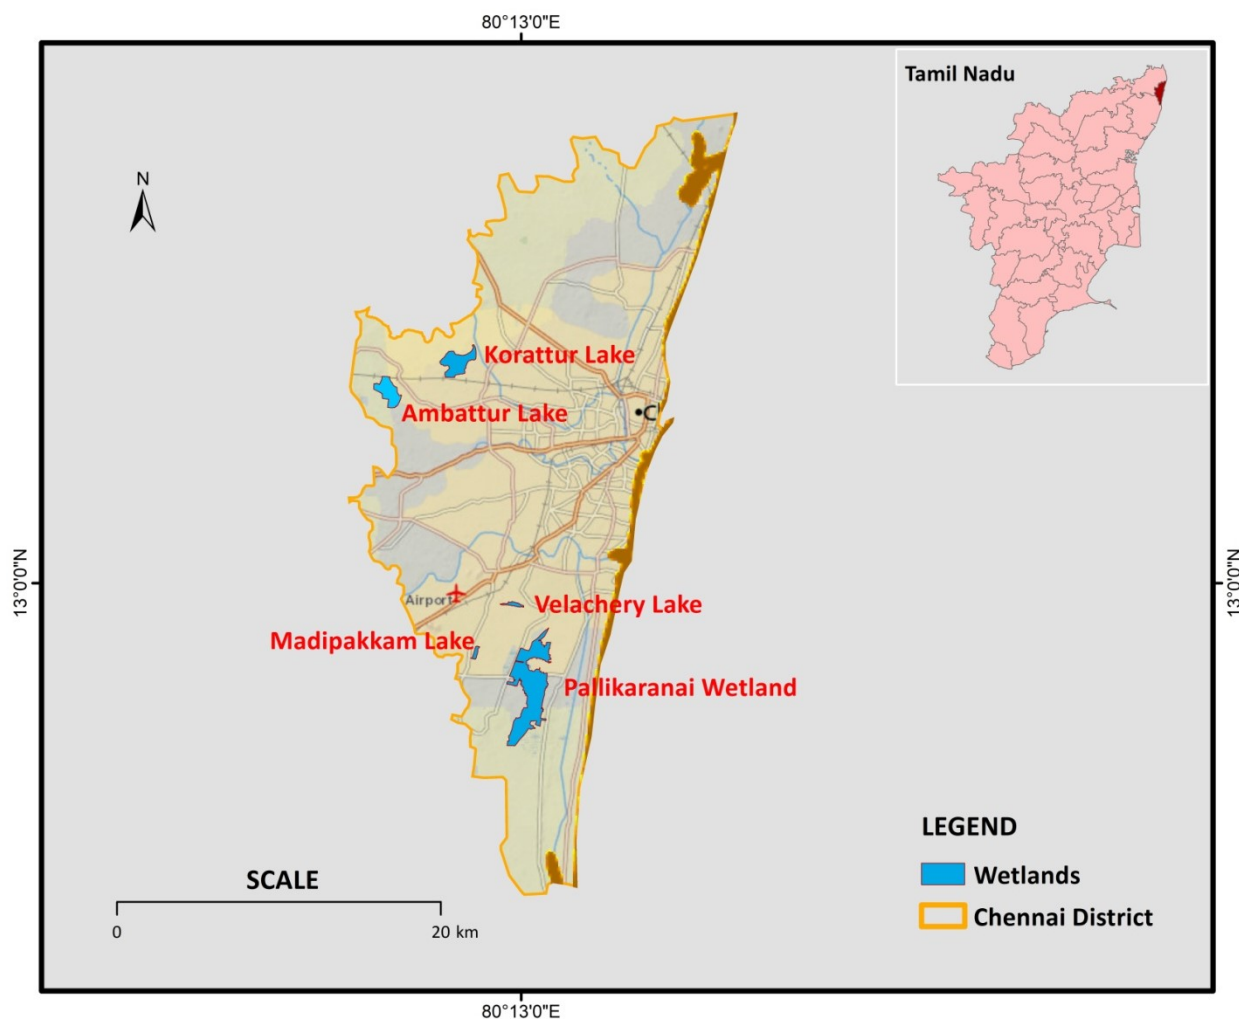 80°13'0"E
Tamil Nadu
N
Korattur Lake
Ambattur Lake
C
13°0'0"N
13°0'0"N
Airport
Velachery Lake
Madipakkam Lake
Pallikaranai Wetland
LEGEND
Wetlands
Chennai District
SCALE
0 20 km
80°13'0"E